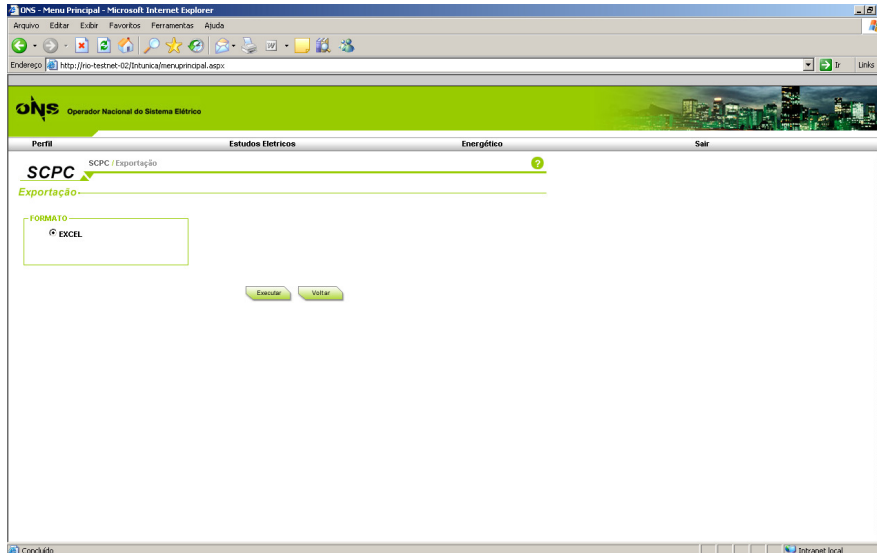 ONS - Menu Principal - Microsoft Internet Explorer
Arquivo Editar Exibir Favoritos Ferramentas Ajuda
Endereço http://rio-testnet-02/Intunica/menuprincipal.aspx Ir Links
ONS Operador Nacional do Sistema Elétrico
Perfil Estudos Eletricos Energético Sair
SCPC SCPC / Exportação ?
Exportação
FORMATO
EXCEL
Executar Voltar
Concluído Intranet local